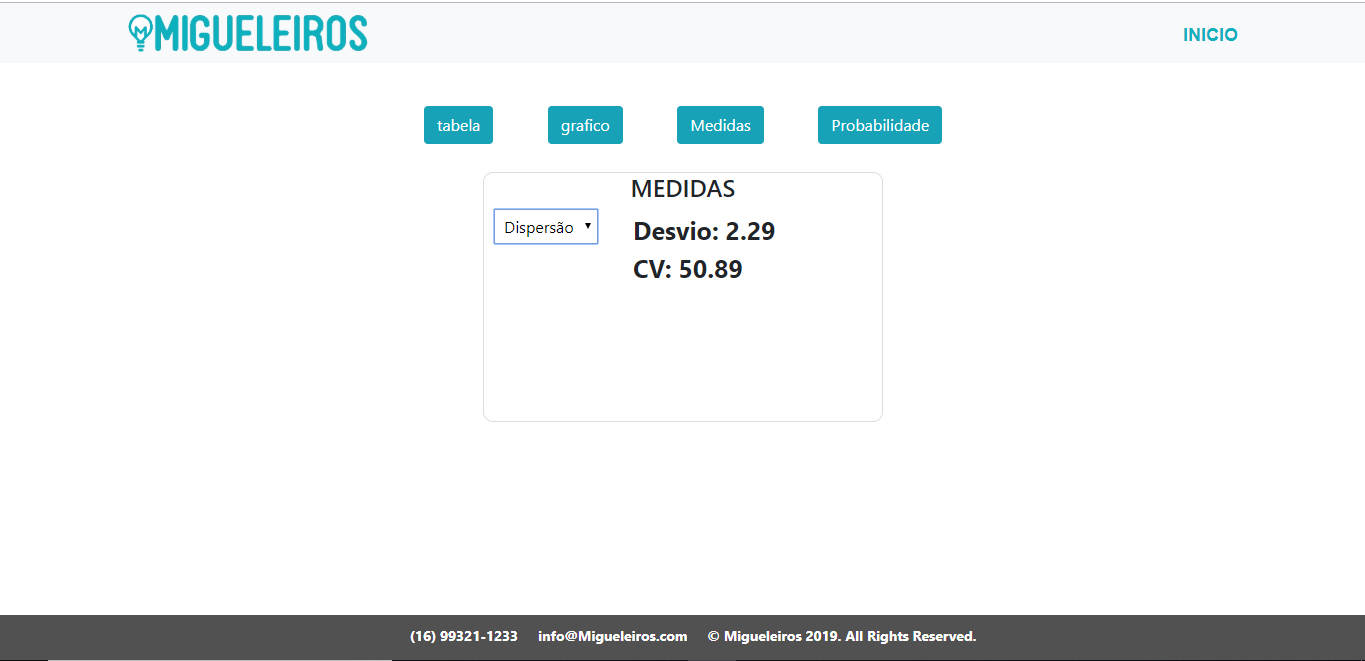 MIGUELEIROS
INICIO
tabela grafico Medidas Probabilidade
MEDIDAS
Dispersão
Desvio: 2.29
CV: 50.89
(16) 99321-1233 info@Migueleiros.com © Migueleiros 2019. All Rights Reserved.